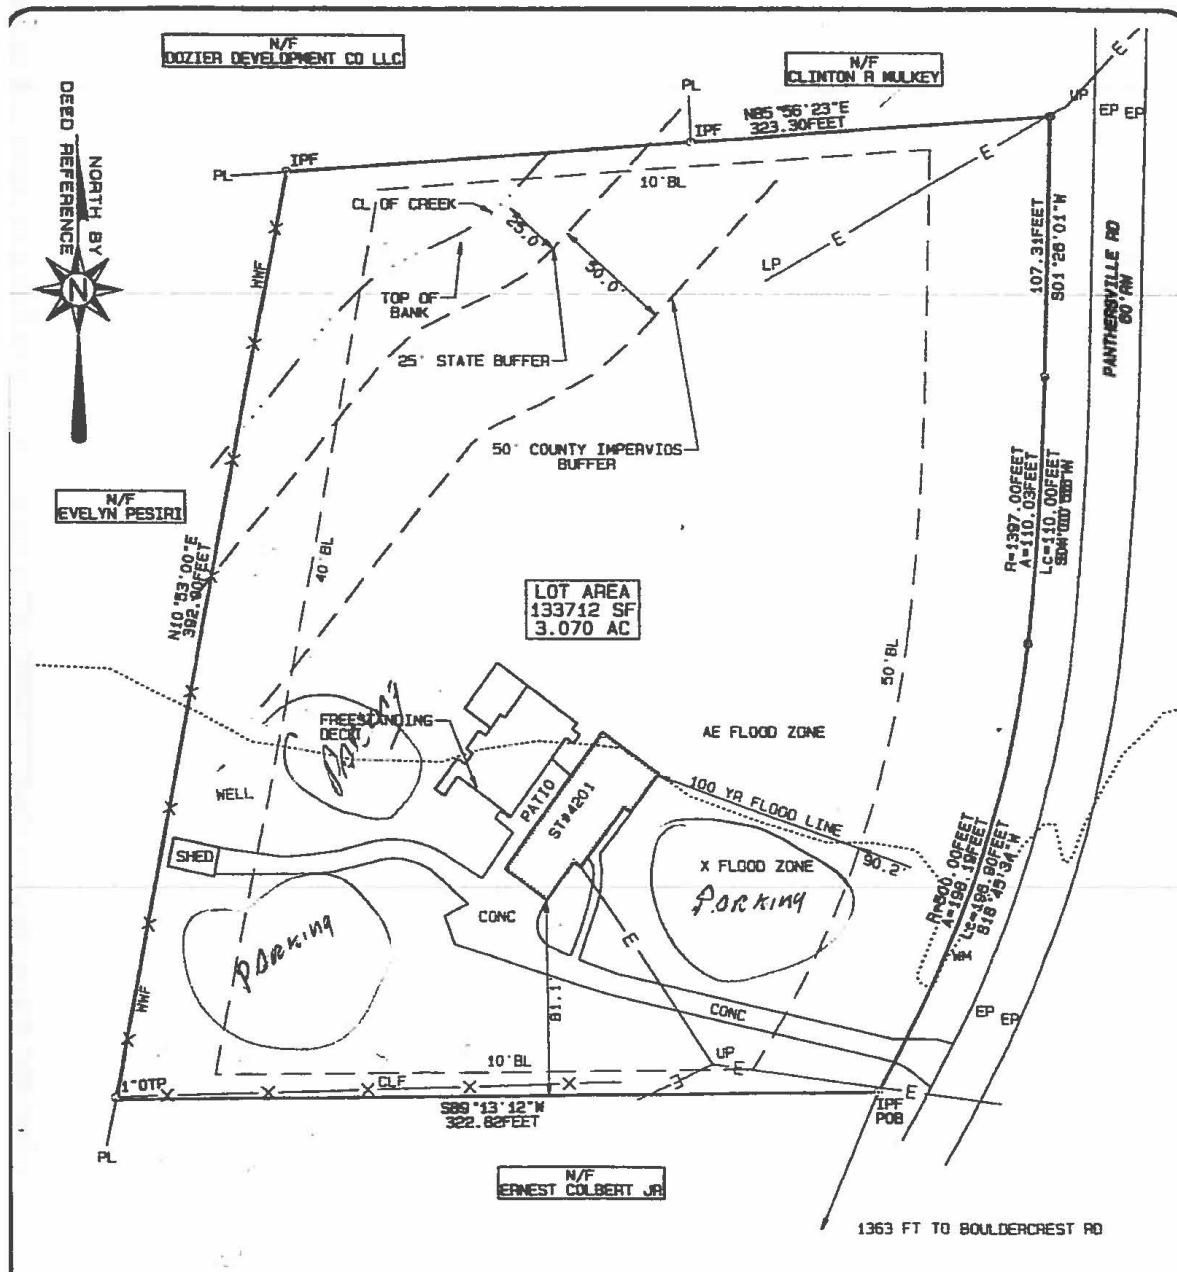 N/F
DOZIER DEVELOPMENT CO LLC
N/F
CLINTON R MULKEY
NORTH BY
DEED REFERENCE
N
PL
IPF
PL
IPF
N85°56'23"E
323.30FEET
UP
E
EP EP
E
E
LP
10'BL
CL OF CREEK
25.0'
50.0'
TOP OF
BANK
25' STATE BUFFER
50' COUNTY IMPERVIOS
BUFFER
107.31FEET
S01°26'01"W
PANTHERSVILLE RD
60'RW
WWF
N/F
EVELYN PESIRI
N10°53'00"E
392.90FEET
40'BL
LOT AREA
133712 SF
3.070 AC
R=1397.00FEET
A=110.03FEET
Lc=110.00FEET
50'BL
FREESTANDING
DECK
WELL
PATIO
ST#4201
AE FLOOD ZONE
100 YR FLOOD LINE
90.2'
X FLOOD ZONE
PARKING
SHED
CONC
PARKING
E
81.1'
CONC
A=198.19FEET
Lc=196.90FEET
S18°45'34"W
WM
EP EP
WWF
1"OTP
CLF
10'BL
UP
E
E
E
S89°13'12"W
322.82FEET
IPF
POB
PL
N/F
ERNEST COLBERT JR
1363 FT TO BOULDERCREST RD